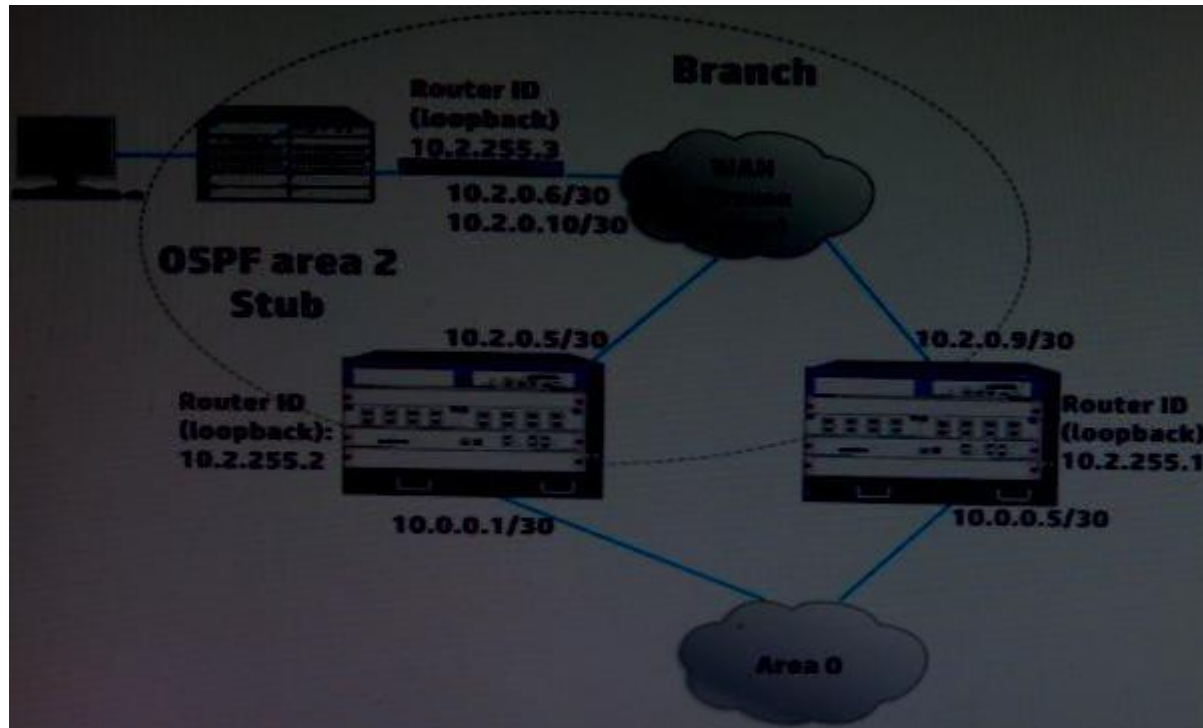 Branch
Router ID
(loopback)
10.2.255.3
WAN
10.2.0.6/30
10.2.0.10/30
OSPF area 2
Stub
10.2.0.5/30
10.2.0.9/30
Router ID
(loopback):
10.2.255.2
Router ID
(loopback)
10.2.255.1
10.0.0.1/30
10.0.0.5/30
Area 0